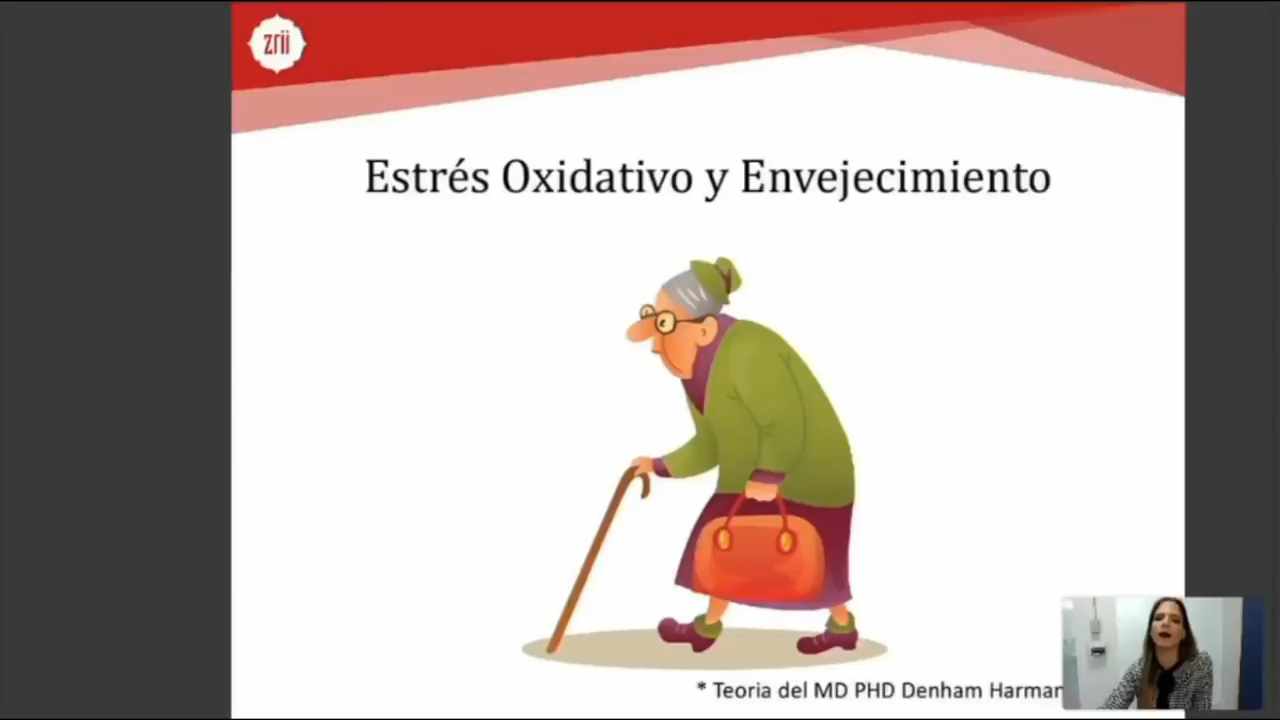 zrii
Estrés Oxidativo y Envejecimiento
* Teoria del MD PHD Denham Harman